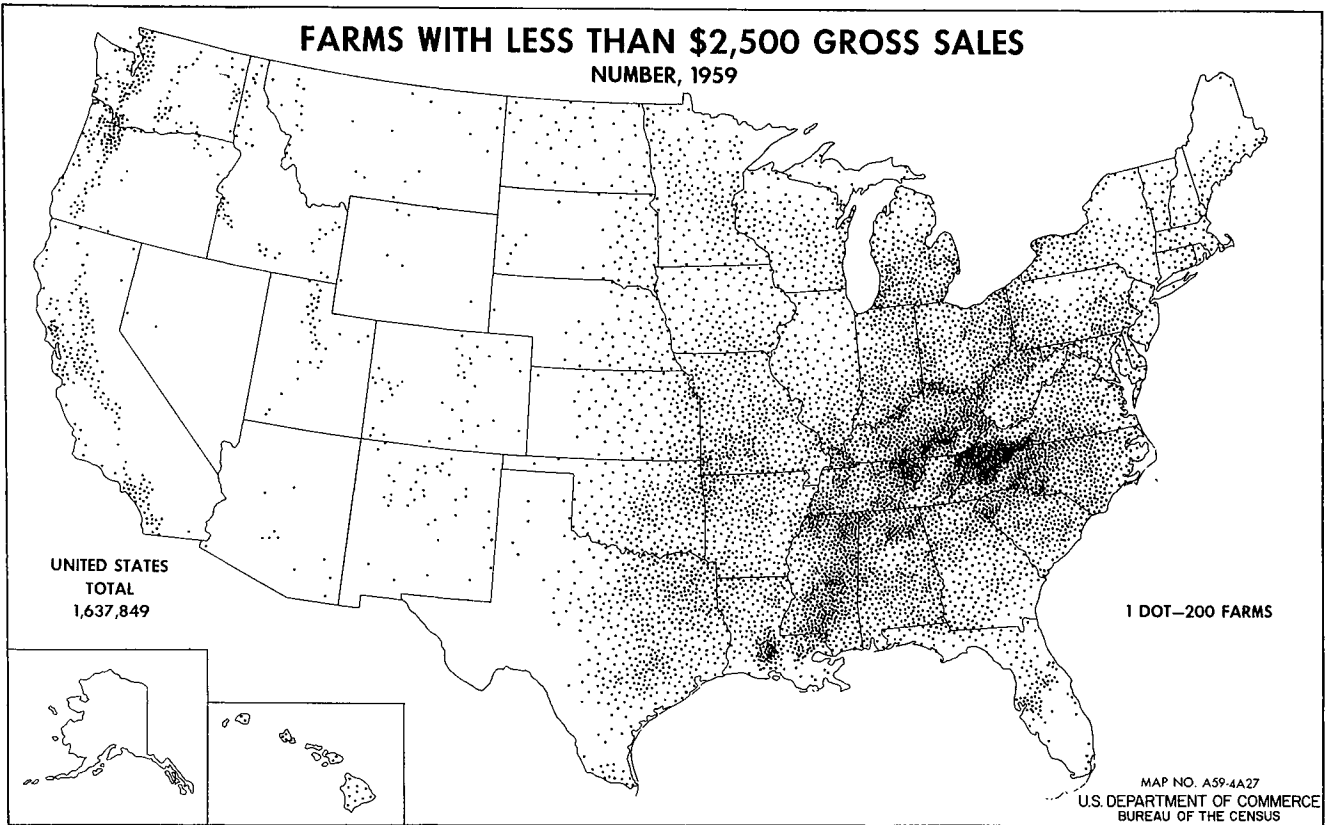 FARMS WITH LESS THAN $2,500 GROSS SALES
NUMBER, 1959
UNITED STATES
TOTAL
1,637,849
1 DOT—200 FARMS
MAP NO. A59-4A27
U.S. DEPARTMENT OF COMMERCE
BUREAU OF THE CENSUS